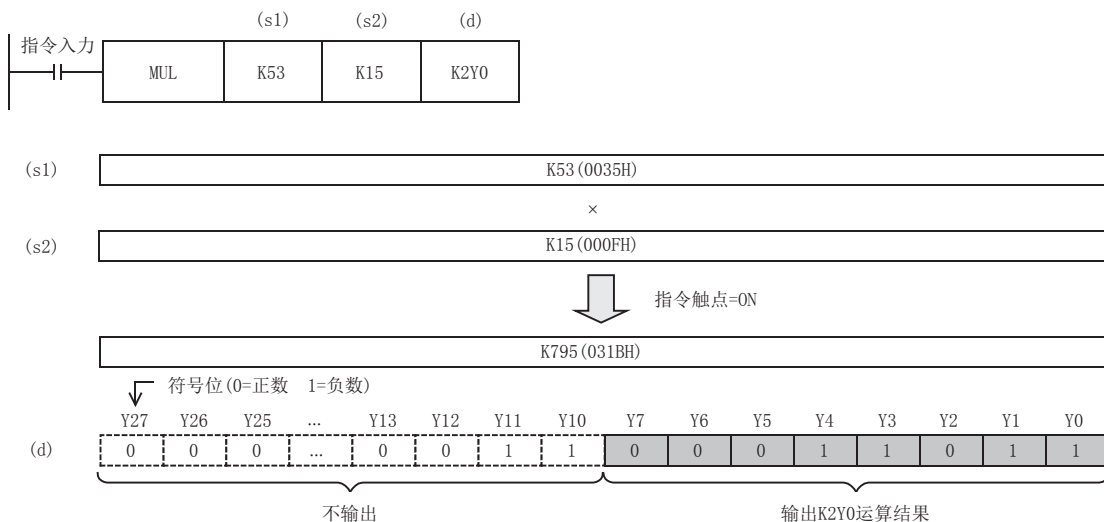 (s1) (s2) (d)
指令入力
MUL K53 K15 K2Y0
(s1) K53(0035H)
×
(s2) K15(000FH)
指令触点=ON
K795(031BH)
符号位(0=正数 1=负数)
Y27 Y26 Y25 ... Y13 Y12 Y11 Y10 Y7 Y6 Y5 Y4 Y3 Y2 Y1 Y0
(d) 0 0 0 ... 0 0 1 1 0 0 0 1 1 0 1 1
不输出 输出K2Y0运算结果